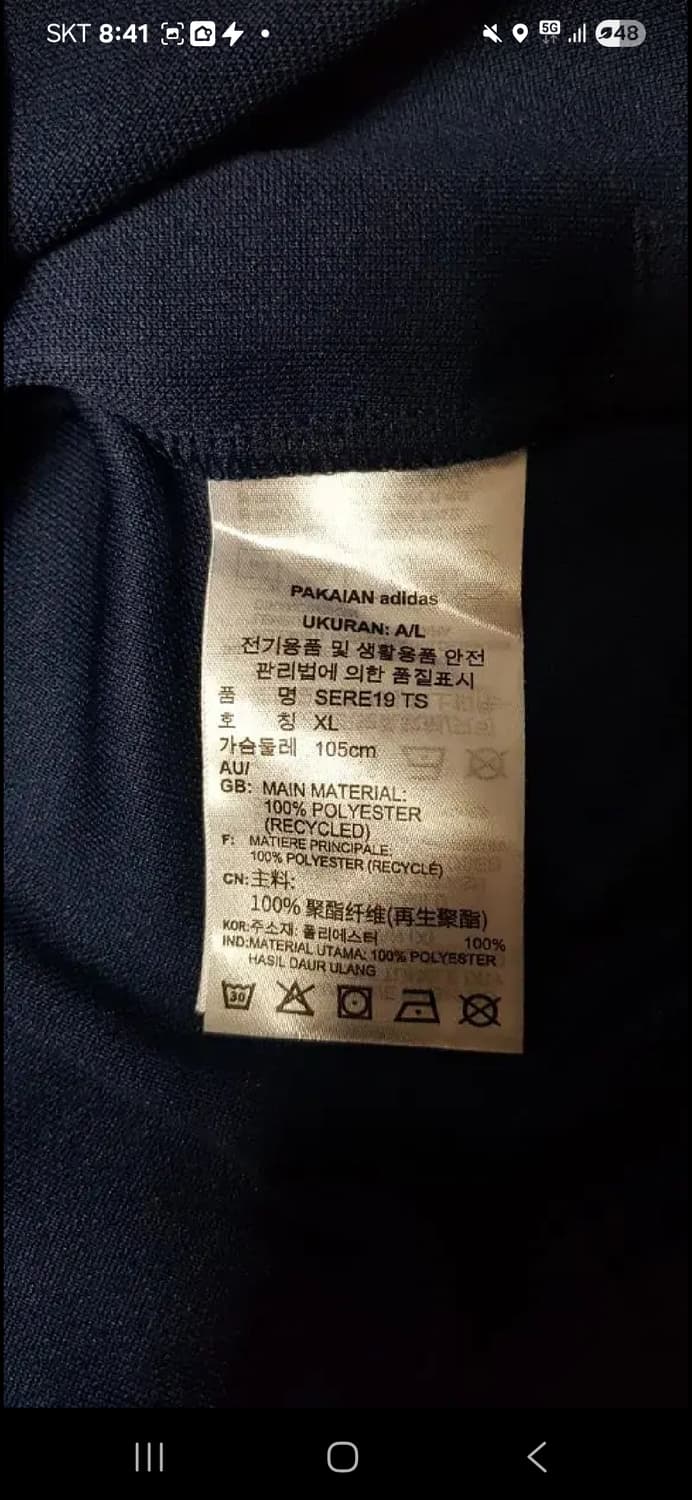 SKT 8:41
5G
48
PAKAIAN adidas
UKURAN: A/L
전기용품 및 생활용품 안전
관리법에 의한 품질표시
품 명 SERE19 TS
호 칭 XL
가슴둘레 105cm
AU/
GB: MAIN MATERIAL:
100% POLYESTER
(RECYCLED)
F: MATIERE PRINCIPALE:
100% POLYESTER (RECYCLÉ)
CN:主料:
100% 聚酯纤维(再生聚酯)
KOR:주소재: 폴리에스터 100%
IND:MATERIAL UTAMA: 100% POLYESTER
HASIL DAUR ULANG
30